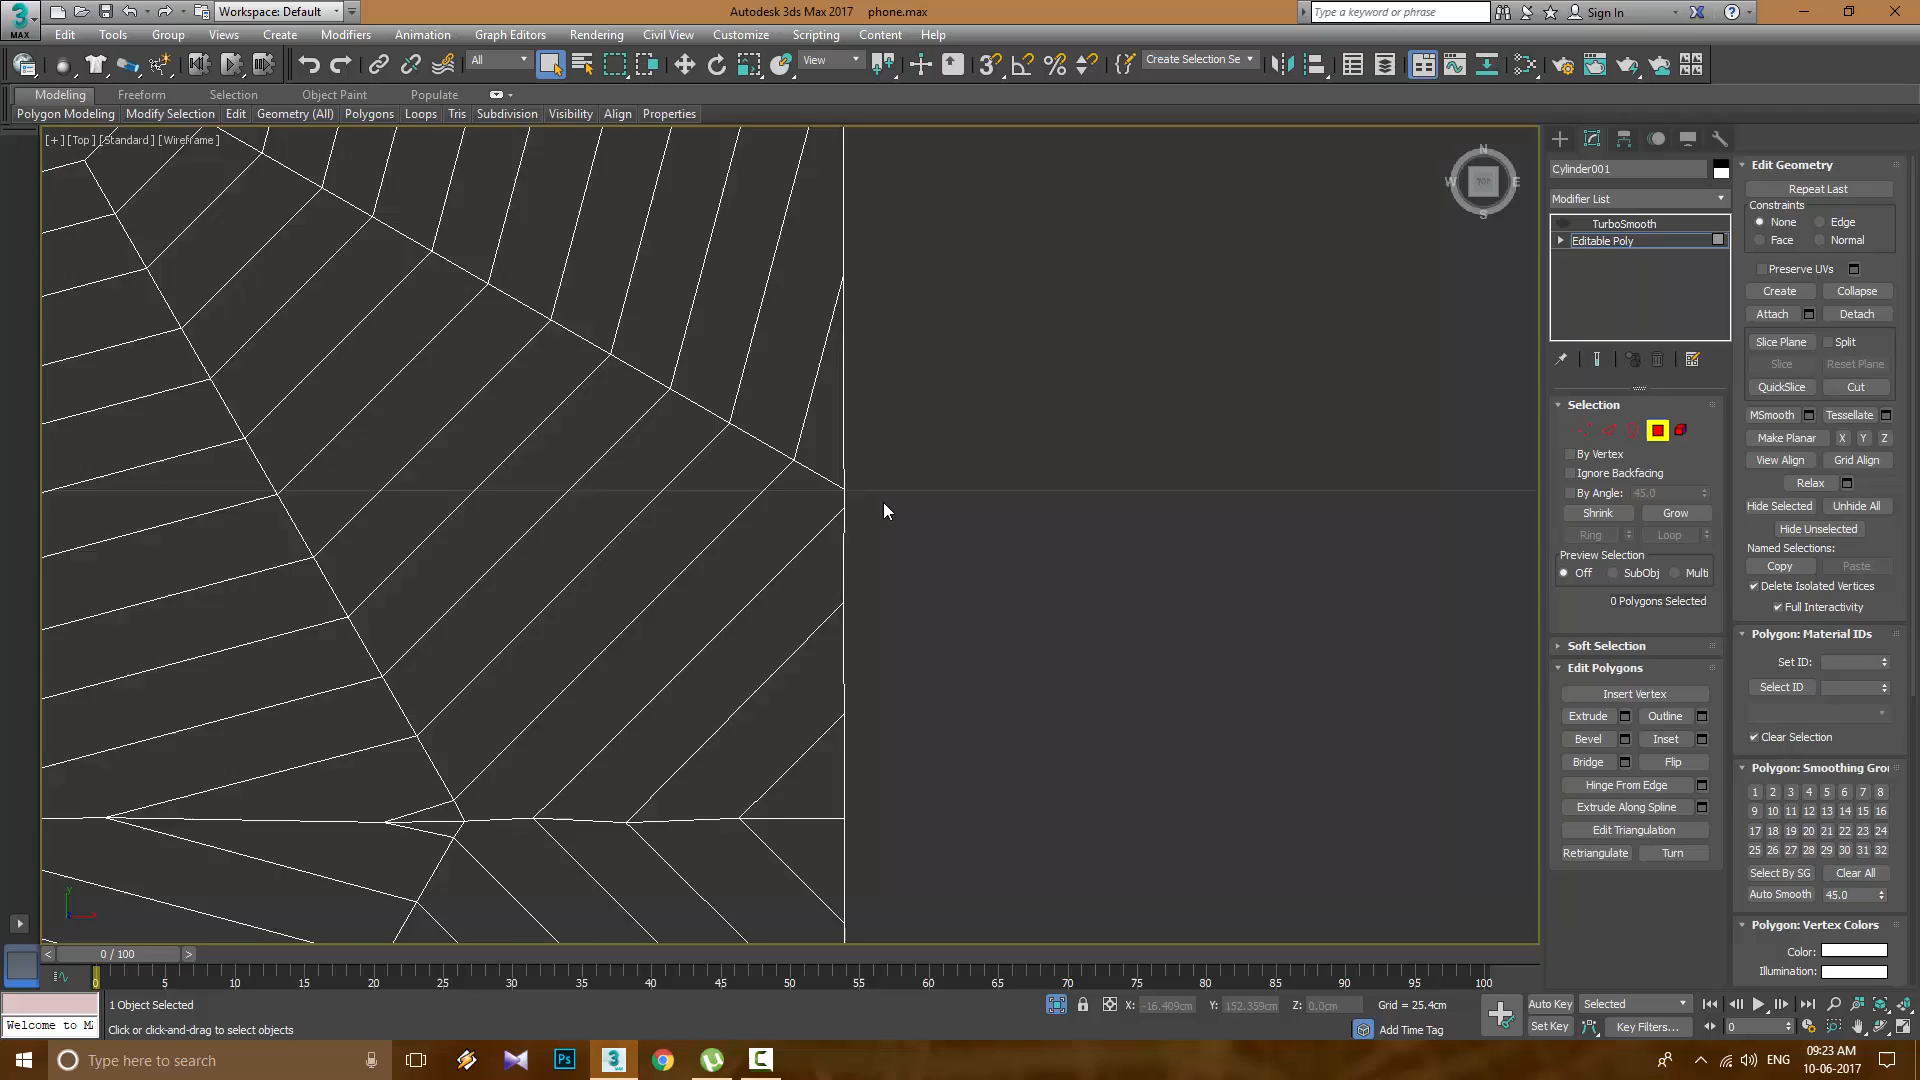 3 MAX Workspace: Default Autodesk 3ds Max 2017 phone.max Type a keyword or phrase Sign In
Edit Tools Group Views Create Modifiers Animation Graph Editors Rendering Civil View Customize Scripting Content Help
All View Create Selection Se
Modeling Freeform Selection Object Paint Populate
Polygon Modeling Modify Selection Edit Geometry (All) Polygons Loops Tris Subdivision Visibility Align Properties
[+] [Top] [Standard] [Wireframe]
N
W TOP E
S
Cylinder001
Modifier List
TurboSmooth
Editable Poly
Selection
By Vertex
Ignore Backfacing
By Angle: 45.0
Shrink Grow
Ring Loop
Preview Selection
Off SubObj Multi
0 Polygons Selected
Soft Selection
Edit Polygons
Insert Vertex
Extrude Outline
Bevel Inset
Bridge Flip
Hinge From Edge
Extrude Along Spline
Edit Triangulation
Retriangulate Turn
Edit Geometry
Repeat Last
Constraints
None Edge
Face Normal
Preserve UVs
Create Collapse
Attach Detach
Slice Plane Split
Slice Reset Plane
QuickSlice Cut
MSmooth Tessellate
Make Planar X Y Z
View Align Grid Align
Relax
Hide Selected Unhide All
Hide Unselected
Named Selections:
Copy Paste
Delete Isolated Vertices
Full Interactivity
Polygon: Material IDs
Set ID:
Select ID
Clear Selection
Polygon: Smoothing Grou
1 2 3 4 5 6 7 8
9 10 11 12 13 14 15 16
17 18 19 20 21 22 23 24
25 26 27 28 29 30 31 32
Select By SG Clear All
Auto Smooth 45.0
Polygon: Vertex Colors
Color:
Illumination:
y
< 0 / 100 >
0 5 10 15 20 25 30 35 40 45 50 55 60 65 70 75 80 85 90 95 100
1 Object Selected X: -16.409cm Y: 152.359cm Z: 0.0cm Grid = 25.4cm Auto Key Selected
Welcome to M Click or click-and-drag to select objects Add Time Tag Set Key Key Filters... 0
Type here to search Ps 3 MAX C ENG 09:23 AM
10-06-2017